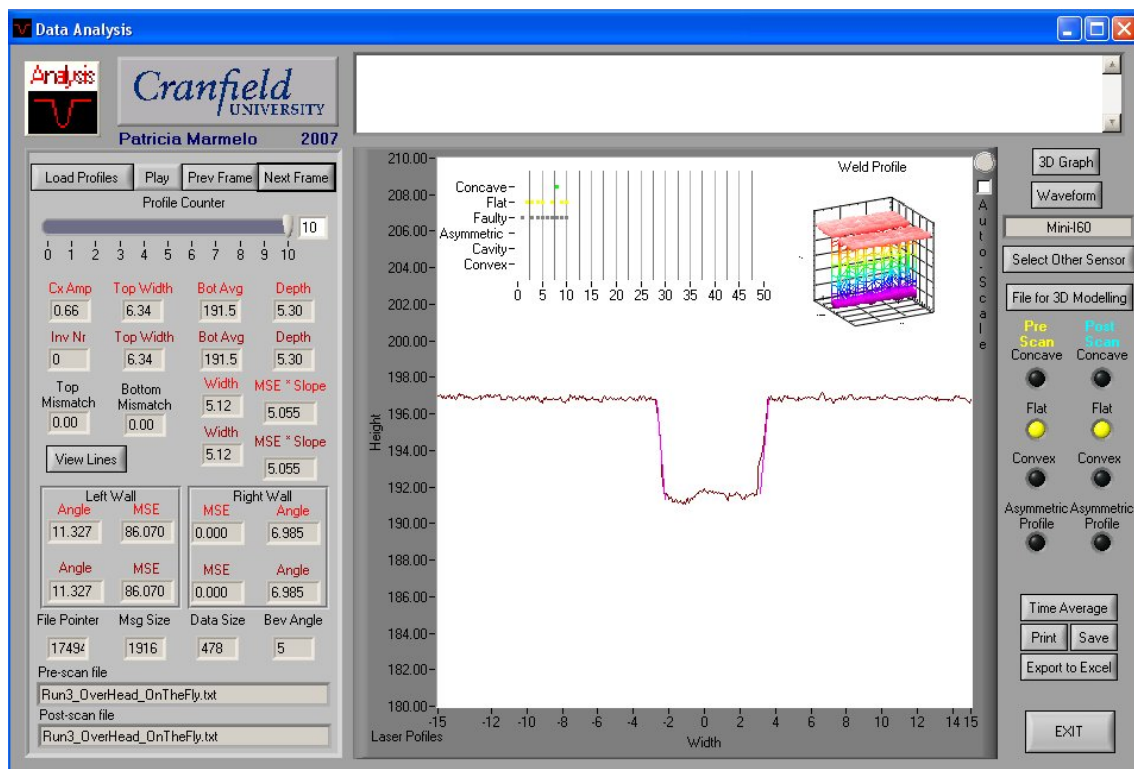 Data Analysis
Analysis
Cranfield
UNIVERSITY
Patricia Marmelo 2007
Load Profiles Play Prev Frame Next Frame
Profile Counter
10
0 1 2 3 4 5 6 7 8 9 10
Cx Amp Top Width Bot Avg Depth
0.66 6.34 191.5 5.30
Inv Nr Top Width Bot Avg Depth
0 6.34 191.5 5.30
Top Mismatch Bottom Mismatch Width MSE * Slope
0.00 0.00 5.12 5.055
Width MSE * Slope
5.12 5.055
View Lines
Left Wall Right Wall
Angle MSE MSE Angle
11.327 86.070 0.000 6.985
Angle MSE MSE Angle
11.327 86.070 0.000 6.985
File Pointer Msg Size Data Size Bev Angle
17494 1916 478 5
Pre-scan file
Run3_OverHead_OnTheFly.txt
Post-scan file
Run3_OverHead_OnTheFly.txt
210.00
208.00
206.00
204.00
202.00
200.00
198.00
196.00
194.00
192.00
190.00
188.00
186.00
184.00
182.00
180.00
Height
-15 -12 -10 -8 -6 -4 -2 0 2 4 6 8 10 12 14 15
Laser Pofiles
Width
Concave
Flat
Faulty
Asymmetric
Cavity
Convex
0 5 10 15 20 25 30 35 40 45 50
Weld Profile
Auto-Scale
3D Graph
Waveform
Mini-I60
Select Other Sensor
File for 3D Modelling
Pre Scan Post Scan
Concave Concave
Flat Flat
Convex Convex
Asymmetric Profile Asymmetric Profile
Time Average
Print Save
Export to Excel
EXIT